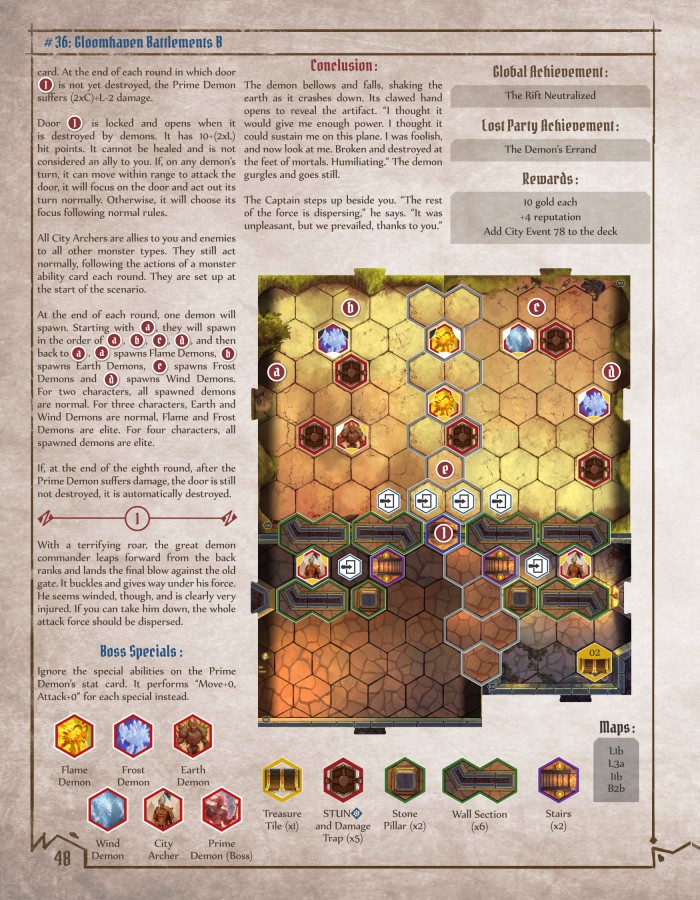 #36: Gloomhaven Battlements B
card. At the end of each round in which door
1 is not yet destroyed, the Prime Demon
suffers (2xC)+L-2 damage.
Door 1 is locked and opens when it
is destroyed by demons. It has 10+(2xL)
hit points. It cannot be healed and is not
considered an ally to you. If, on any demon's
turn, it can move within range to attack the
door, it will focus on the door and act out its
turn normally. Otherwise, it will choose its
focus following normal rules.
All City Archers are allies to you and enemies
to all other monster types. They still act
normally, following the actions of a monster
ability card each round. They are set up at
the start of the scenario.
At the end of each round, one demon will
spawn. Starting with a, they will spawn
in the order of a, b, c, d, and then
back to a. a spawns Flame Demons, b
spawns Earth Demons, c spawns Frost
Demons and d spawns Wind Demons.
For two characters, all spawned demons
are normal. For three characters, Earth and
Wind Demons are normal, Flame and Frost
Demons are elite. For four characters, all
spawned demons are elite.
If, at the end of the eighth round, after the
Prime Demon suffers damage, the door is still
not destroyed, it is automatically destroyed.
1
With a terrifying roar, the great demon
commander leaps forward from the back
ranks and lands the final blow against the old
gate. It buckles and gives way under his force.
He seems winded, though, and is clearly very
injured. If you can take him down, the whole
attack force should be dispersed.
Boss Specials:
Ignore the special abilities on the Prime
Demon's stat card. It performs "Move+0,
Attack+0" for each special instead.
Flame
Demon
Frost
Demon
Earth
Demon
Wind
Demon
City
Archer
Prime
Demon (Boss)
48
Conclusion:
The demon bellows and falls, shaking the
earth as it crashes down. Its clawed hand
opens to reveal the artifact. "I thought it
would give me enough power. I thought it
could sustain me on this plane. I was foolish,
and now look at me. Broken and destroyed at
the feet of mortals. Humiliating." The demon
gurgles and goes still.
The Captain steps up beside you. "The rest
of the force is dispersing," he says. "It was
unpleasant, but we prevailed, thanks to you."
Global Achievement:
The Rift Neutralized
Lost Party Achievement:
The Demon's Errand
Rewards:
10 gold each
+4 reputation
Add City Event 78 to the deck
b
c
a
d
e
1
02
Maps:
L1b
L3a
I1b
B2b
Treasure
Tile (x1)
STUN
and Damage
Trap (x5)
Stone
Pillar (x2)
Wall Section
(x6)
Stairs
(x2)